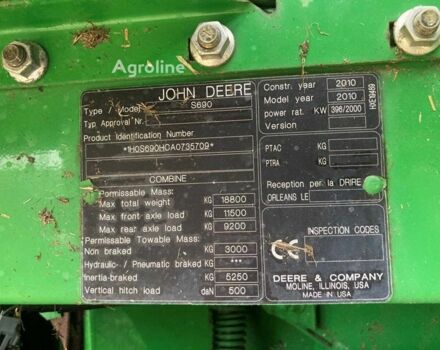 Agroline
JOHN DEERE
Type / Model S690
Typ Approval Nr.
Product Identification Number
*1H0S690HCA0735709*
COMBINE
Permissable Mass:
Max total weight KG 18800
Max front axle load KG 11500
Max rear axle load KG 9200
Permissable Towable Mass:
Non braked KG 3000
Hydraulic / Pneumatic braked KG ***
Inertia-braked KG 5250
Vertical hitch load daN 500
Constr. year 2010
Model year 2010
power rat. KW 396/2000
Version
HXE19469
PTAC KG
PTRA KG
Reception per la DRIRE
ORLEANS LE
INSPECTION CODES
CE
DEERE & COMPANY
MOLINE, ILLINOIS, USA
MADE IN USA